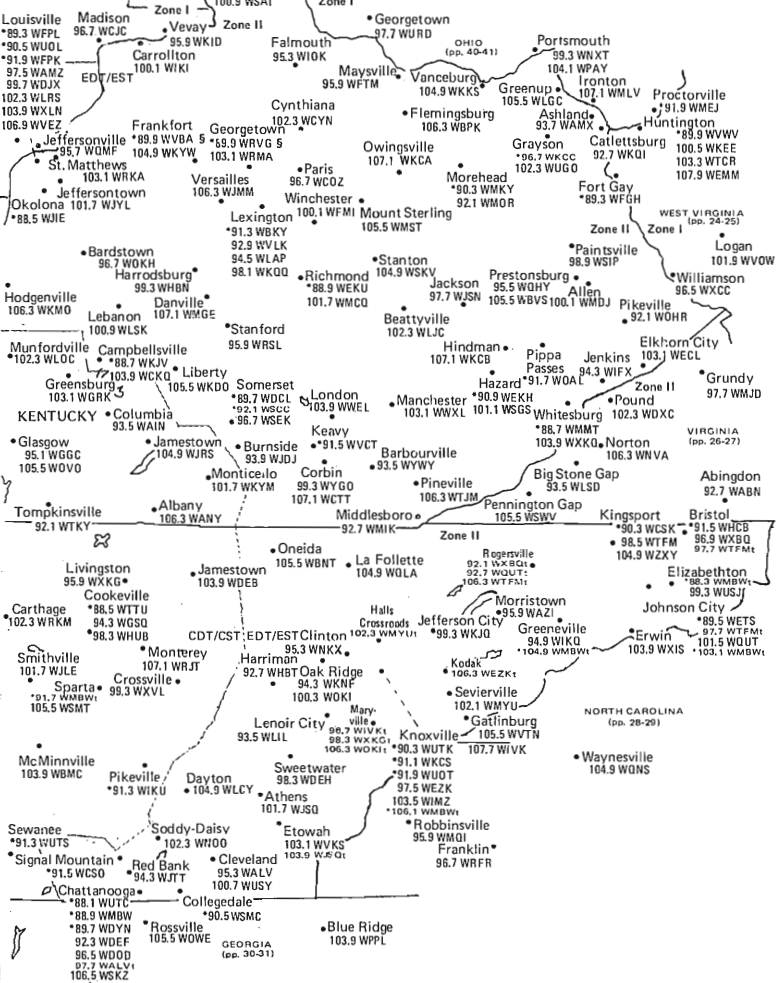 100.9 WSAI
Zone I
Zone I
Zone II
Louisville
*89.3 WFPL
*90.5 WUOL
*91.9 WFPK
97.5 WAMZ
99.7 WDJX
102.3 WLRS
103.9 WXLN
106.9 WVEZ
Madison
96.7 WCJC
Vevay
95.9 WKID
Carrollton
100.1 WIKI
EDT/EST
Falmouth
95.3 WIOK
Georgetown
97.7 WURD
OHIO
(pp. 40-41)
Portsmouth
99.3 WNXT
104.1 WPAY
Maysville
95.9 WFTM
Vanceburg
104.9 WKKS
Greenup
105.5 WLGC
Ironton
107.1 WMLV
Proctorville
*91.9 WMEJ
Ashland
93.7 WAMX
Huntington
*89.9 WVWV
100.5 WKEE
103.3 WTCR
107.9 WEMM
Catlettsburg
92.7 WKQI
Cynthiana
102.3 WCYN
Flemingsburg
106.3 WBPK
Grayson
*96.7 WKCC
102.3 WUGO
Frankfort
*89.9 WVBA §
104.9 WKYW
Georgetown
*89.9 WRVG §
103.1 WRMA
Owingsville
107.1 WKCA
Jeffersonville
95.7 WQMF
St. Matthews
103.1 WRKA
Jeffersontown
101.7 WJYL
Okolona
*88.5 WJIE
Versailles
106.3 WJMM
Paris
96.7 WCOZ
Morehead
*90.3 WMKY
92.1 WMOR
Fort Gay
*89.3 WFGH
Winchester
100.1 WFMI
Mount Sterling
105.5 WMST
Lexington
*91.3 WBKY
92.9 WVLK
94.5 WLAP
98.1 WKQQ
WEST VIRGINIA
(pp. 24-25)
Zone II
Zone I
Logan
101.9 WVOW
Paintsville
98.9 WSIP
Bardstown
96.7 WOKH
Harrodsburg
99.3 WHBN
Danville
107.1 WMGE
Richmond
*88.9 WEKU
101.7 WMCQ
Stanton
104.9 WSKV
Jackson
97.7 WJSN
Prestonsburg
95.5 WQHY
105.5 WBVS
Allen
100.1 WMDJ
Williamson
96.5 WXCC
Hodgenville
106.3 WKMO
Lebanon
100.9 WLSK
Stanford
95.9 WRSL
Beattyville
102.3 WLJC
Pikeville
92.1 WDHR
Munfordville
102.3 WLOC
Campbellsville
*88.7 WKJV
103.9 WCKQ
Greensburg
103.1 WGRK
Liberty
105.5 WKDO
Hindman
107.1 WKCB
Pippa
Passes
*91.7 WOAL
Jenkins
94.3 WIFX
Elkhorn City
103.1 WECL
Zone II
Grundy
97.7 WMJD
Somerset
*89.7 WDCL
*92.1 WSCC
96.7 WSEK
London
103.9 WWEL
Manchester
103.1 WWXL
Hazard
*90.9 WEKH
101.1 WSGS
Pound
102.3 WDXC
KENTUCKY
Columbia
93.5 WAIN
Keavy
*91.5 WVCT
Whitesburg
*88.7 WMMT
103.9 WXKQ
VIRGINIA
(pp. 26-27)
Norton
106.3 WNVA
Glasgow
95.1 WGGC
105.5 WOVO
Jamestown
104.9 WJRS
Burnside
93.9 WJDJ
Barbourville
93.5 WYWY
Corbin
99.3 WYGO
107.1 WCTT
Monticello
101.7 WKYM
Pineville
106.3 WTJM
Big Stone Gap
93.5 WLSD
Abingdon
92.7 WABN
Pennington Gap
105.5 WSWV
Tompkinsville
92.1 WTKY
Albany
106.3 WANY
Middlesboro
92.7 WMIK
Zone II
Kingsport
*90.3 WCSK
98.5 WTFM
104.9 WZXY
Bristol
*91.5 WHCB
96.9 WXBQ
97.7 WTFMt
Oneida
105.5 WBNT
La Follette
104.9 WQLA
Rogersville
92.1 WXBQt
92.7 WQUTt
106.3 WTFMt
Livingston
95.9 WXKG
Jamestown
103.9 WDEB
Elizabethton
*88.3 WMBWt
99.3 WUSJ
Cookeville
*88.5 WTTU
94.3 WGSQ
98.3 WHUB
Carthage
102.3 WRKM
Halls
Crossroads
102.3 WMYUt
Jefferson City
99.3 WKJQ
Morristown
95.9 WAZI
Greeneville
94.9 WIKQ
*104.9 WMBWt
Johnson City
*89.5 WETS
97.7 WTFMt
101.5 WQUT
*103.1 WMBWt
Erwin
103.9 WXIS
CDT/CST
EDT/EST
Clinton
95.3 WNKX
Monterey
107.1 WRJT
Harriman
92.7 WHBT
Oak Ridge
94.3 WKNF
100.3 WOKI
Smithville
101.7 WJLE
Crossville
99.3 WXVL
Sparta
*91.7 WMBWt
105.5 WSMT
Kodak
106.3 WEZKt
Sevierville
102.1 WMYU
Gatlinburg
105.5 WVTN
107.7 WIVK
NORTH CAROLINA
(pp. 28-29)
Lenoir City
93.5 WLIL
Mary-
ville
96.7 WIVKt
98.3 WXKGt
106.3 WOKIt
Knoxville
*90.3 WUTK
*91.1 WKCS
*91.9 WUOT
97.5 WEZK
103.5 WIMZ
*106.1 WMBWt
Waynesville
104.9 WQNS
McMinnville
103.9 WBMC
Pikeville
*91.3 WIKU
Dayton
104.9 WLCY
Sweetwater
98.3 WDEH
Athens
101.7 WJSQ
Robbinsville
95.9 WMQI
Franklin
96.7 WRFR
Sewanee
*91.3 WUTS
Soddy-Daisy
102.3 WNOO
Etowah
103.1 WVKS
103.9 WJSQt
Signal Mountain
*91.5 WCSO
Red Bank
94.3 WJTT
Cleveland
95.3 WALV
100.7 WUSY
Chattanooga
*88.1 WUTC
*88.9 WMBW
*89.7 WDYN
92.3 WDEF
96.5 WDOD
97.7 WALVt
106.5 WSKZ
Collegedale
*90.5 WSMC
Rossville
105.5 WOWE
GEORGIA
(pp. 30-31)
Blue Ridge
103.9 WPPL